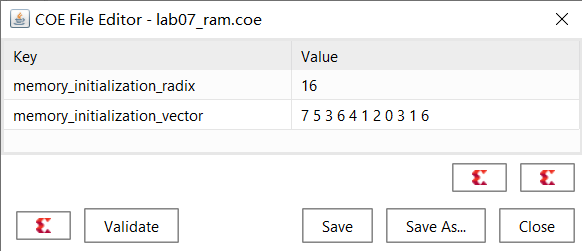 COE File Editor - lab07_ram.coe
Key Value
memory_initialization_radix 16
memory_initialization_vector 7 5 3 6 4 1 2 0 3 1 6
Validate Save Save As... Close